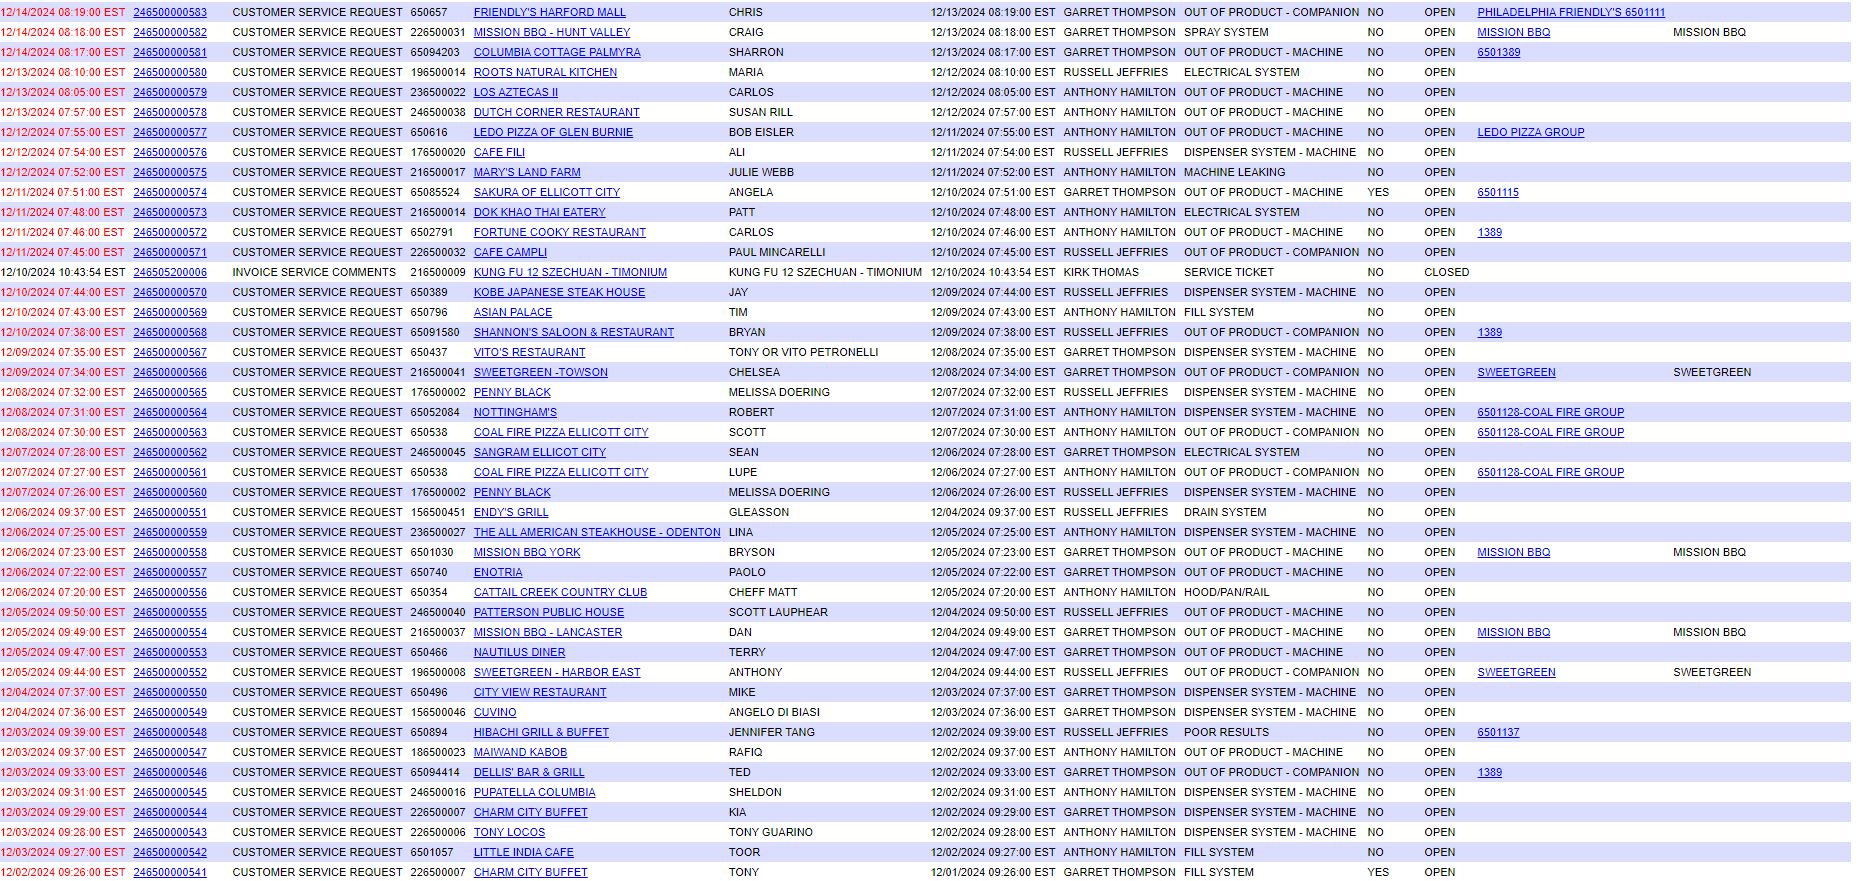 12/14/2024 08:19:00 EST 246500000583 CUSTOMER SERVICE REQUEST 650657 FRIENDLY'S HARFORD MALL CHRIS 12/13/2024 08:19:00 EST GARRET THOMPSON OUT OF PRODUCT - COMPANION NO OPEN PHILADELPHIA FRIENDLY'S 6501111
12/14/2024 08:18:00 EST 246500000582 CUSTOMER SERVICE REQUEST 226500031 MISSION BBQ - HUNT VALLEY CRAIG 12/13/2024 08:18:00 EST GARRET THOMPSON SPRAY SYSTEM NO OPEN MISSION BBQ MISSION BBQ
12/14/2024 08:17:00 EST 246500000581 CUSTOMER SERVICE REQUEST 65094203 COLUMBIA COTTAGE PALMYRA SHARRON 12/13/2024 08:17:00 EST GARRET THOMPSON OUT OF PRODUCT - MACHINE NO OPEN 6501389
12/13/2024 08:10:00 EST 246500000580 CUSTOMER SERVICE REQUEST 196500014 ROOTS NATURAL KITCHEN MARIA 12/12/2024 08:10:00 EST RUSSELL JEFFRIES ELECTRICAL SYSTEM NO OPEN
12/13/2024 08:05:00 EST 246500000579 CUSTOMER SERVICE REQUEST 236500022 LOS AZTECAS II CARLOS 12/12/2024 08:05:00 EST ANTHONY HAMILTON OUT OF PRODUCT - MACHINE NO OPEN
12/13/2024 07:57:00 EST 246500000578 CUSTOMER SERVICE REQUEST 246500038 DUTCH CORNER RESTAURANT SUSAN RILL 12/12/2024 07:57:00 EST ANTHONY HAMILTON OUT OF PRODUCT - MACHINE NO OPEN
12/12/2024 07:55:00 EST 246500000577 CUSTOMER SERVICE REQUEST 650616 LEDO PIZZA OF GLEN BURNIE BOB EISLER 12/11/2024 07:55:00 EST ANTHONY HAMILTON OUT OF PRODUCT - MACHINE NO OPEN LEDO PIZZA GROUP
12/12/2024 07:54:00 EST 246500000576 CUSTOMER SERVICE REQUEST 176500020 CAFE FILI ALI 12/11/2024 07:54:00 EST RUSSELL JEFFRIES DISPENSER SYSTEM - MACHINE NO OPEN
12/12/2024 07:52:00 EST 246500000575 CUSTOMER SERVICE REQUEST 216500017 MARY'S LAND FARM JULIE WEBB 12/11/2024 07:52:00 EST ANTHONY HAMILTON MACHINE LEAKING NO OPEN
12/11/2024 07:51:00 EST 246500000574 CUSTOMER SERVICE REQUEST 65085524 SAKURA OF ELLICOTT CITY ANGELA 12/10/2024 07:51:00 EST GARRET THOMPSON OUT OF PRODUCT - MACHINE YES OPEN 6501115
12/11/2024 07:48:00 EST 246500000573 CUSTOMER SERVICE REQUEST 216500014 DOK KHAO THAI EATERY PATT 12/10/2024 07:48:00 EST ANTHONY HAMILTON ELECTRICAL SYSTEM NO OPEN
12/11/2024 07:46:00 EST 246500000572 CUSTOMER SERVICE REQUEST 6502791 FORTUNE COOKY RESTAURANT CARLOS 12/10/2024 07:46:00 EST ANTHONY HAMILTON OUT OF PRODUCT - MACHINE NO OPEN 1389
12/11/2024 07:45:00 EST 246500000571 CUSTOMER SERVICE REQUEST 226500032 CAFE CAMPLI PAUL MINCARELLI 12/10/2024 07:45:00 EST RUSSELL JEFFRIES OUT OF PRODUCT - COMPANION NO OPEN
12/10/2024 10:43:54 EST 246505200006 INVOICE SERVICE COMMENTS 216500009 KUNG FU 12 SZECHUAN - TIMONIUM KUNG FU 12 SZECHUAN - TIMONIUM 12/10/2024 10:43:54 EST KIRK THOMAS SERVICE TICKET NO CLOSED
12/10/2024 07:44:00 EST 246500000570 CUSTOMER SERVICE REQUEST 650389 KOBE JAPANESE STEAK HOUSE JAY 12/09/2024 07:44:00 EST RUSSELL JEFFRIES DISPENSER SYSTEM - MACHINE NO OPEN
12/10/2024 07:43:00 EST 246500000569 CUSTOMER SERVICE REQUEST 650796 ASIAN PALACE TIM 12/09/2024 07:43:00 EST ANTHONY HAMILTON FILL SYSTEM NO OPEN
12/10/2024 07:38:00 EST 246500000568 CUSTOMER SERVICE REQUEST 65091580 SHANNON'S SALOON & RESTAURANT BRYAN 12/09/2024 07:38:00 EST RUSSELL JEFFRIES OUT OF PRODUCT - COMPANION NO OPEN 1389
12/09/2024 07:35:00 EST 246500000567 CUSTOMER SERVICE REQUEST 650437 VITO'S RESTAURANT TONY OR VITO PETRONELLI 12/08/2024 07:35:00 EST GARRET THOMPSON DISPENSER SYSTEM - MACHINE NO OPEN
12/09/2024 07:34:00 EST 246500000566 CUSTOMER SERVICE REQUEST 216500041 SWEETGREEN -TOWSON CHELSEA 12/08/2024 07:34:00 EST GARRET THOMPSON OUT OF PRODUCT - COMPANION NO OPEN SWEETGREEN SWEETGREEN
12/08/2024 07:32:00 EST 246500000565 CUSTOMER SERVICE REQUEST 176500002 PENNY BLACK MELISSA DOERING 12/07/2024 07:32:00 EST RUSSELL JEFFRIES DISPENSER SYSTEM - MACHINE NO OPEN
12/08/2024 07:31:00 EST 246500000564 CUSTOMER SERVICE REQUEST 65052084 NOTTINGHAM'S ROBERT 12/07/2024 07:31:00 EST ANTHONY HAMILTON OUT OF PRODUCT - MACHINE NO OPEN 6501128-COAL FIRE GROUP
12/08/2024 07:30:00 EST 246500000563 CUSTOMER SERVICE REQUEST 650538 COAL FIRE PIZZA ELLICOTT CITY SCOTT 12/07/2024 07:30:00 EST ANTHONY HAMILTON OUT OF PRODUCT - COMPANION NO OPEN 6501128-COAL FIRE GROUP
12/07/2024 07:28:00 EST 246500000562 CUSTOMER SERVICE REQUEST 246500045 SANGRAM ELLICOT CITY SEAN 12/06/2024 07:28:00 EST GARRET THOMPSON ELECTRICAL SYSTEM NO OPEN
12/07/2024 07:27:00 EST 246500000561 CUSTOMER SERVICE REQUEST 650538 COAL FIRE PIZZA ELLICOTT CITY LUPE 12/06/2024 07:27:00 EST ANTHONY HAMILTON OUT OF PRODUCT - COMPANION NO OPEN 6501128-COAL FIRE GROUP
12/07/2024 07:26:00 EST 246500000560 CUSTOMER SERVICE REQUEST 176500002 PENNY BLACK MELISSA DOERING 12/06/2024 07:26:00 EST RUSSELL JEFFRIES DISPENSER SYSTEM - MACHINE NO OPEN
12/06/2024 09:37:00 EST 246500000551 CUSTOMER SERVICE REQUEST 156500451 ENDY'S GRILL GLEASSON 12/04/2024 09:37:00 EST RUSSELL JEFFRIES DRAIN SYSTEM NO OPEN
12/06/2024 07:25:00 EST 246500000559 CUSTOMER SERVICE REQUEST 236500027 THE ALL AMERICAN STEAKHOUSE - ODENTON LINA 12/05/2024 07:25:00 EST ANTHONY HAMILTON DISPENSER SYSTEM - MACHINE NO OPEN
12/06/2024 07:23:00 EST 246500000558 CUSTOMER SERVICE REQUEST 6501030 MISSION BBQ YORK BRYSON 12/05/2024 07:23:00 EST GARRET THOMPSON OUT OF PRODUCT - MACHINE NO OPEN MISSION BBQ MISSION BBQ
12/06/2024 07:22:00 EST 246500000557 CUSTOMER SERVICE REQUEST 650740 ENOTRIA PAOLO 12/05/2024 07:22:00 EST GARRET THOMPSON OUT OF PRODUCT - MACHINE NO OPEN
12/06/2024 07:20:00 EST 246500000556 CUSTOMER SERVICE REQUEST 650354 CATTAIL CREEK COUNTRY CLUB CHEFF MATT 12/05/2024 07:20:00 EST ANTHONY HAMILTON HOOD/PAN/RAIL NO OPEN
12/05/2024 09:50:00 EST 246500000555 CUSTOMER SERVICE REQUEST 246500040 PATTERSON PUBLIC HOUSE SCOTT LAUPHEAR 12/04/2024 09:50:00 EST RUSSELL JEFFRIES OUT OF PRODUCT - MACHINE NO OPEN
12/05/2024 09:49:00 EST 246500000554 CUSTOMER SERVICE REQUEST 216500037 MISSION BBQ - LANCASTER DAN 12/04/2024 09:49:00 EST GARRET THOMPSON OUT OF PRODUCT - MACHINE NO OPEN MISSION BBQ MISSION BBQ
12/05/2024 09:47:00 EST 246500000553 CUSTOMER SERVICE REQUEST 650466 NAUTILUS DINER TERRY 12/04/2024 09:47:00 EST GARRET THOMPSON OUT OF PRODUCT - MACHINE NO OPEN
12/05/2024 09:44:00 EST 246500000552 CUSTOMER SERVICE REQUEST 196500008 SWEETGREEN - HARBOR EAST ANTHONY 12/04/2024 09:44:00 EST RUSSELL JEFFRIES OUT OF PRODUCT - COMPANION NO OPEN SWEETGREEN SWEETGREEN
12/04/2024 07:37:00 EST 246500000550 CUSTOMER SERVICE REQUEST 650496 CITY VIEW RESTAURANT MIKE 12/03/2024 07:37:00 EST GARRET THOMPSON DISPENSER SYSTEM - MACHINE NO OPEN
12/04/2024 07:36:00 EST 246500000549 CUSTOMER SERVICE REQUEST 156500046 CUVINO ANGELO DI BIASI 12/03/2024 07:36:00 EST GARRET THOMPSON DISPENSER SYSTEM - MACHINE NO OPEN
12/03/2024 09:39:00 EST 246500000548 CUSTOMER SERVICE REQUEST 650894 HIBACHI GRILL & BUFFET JENNIFER TANG 12/02/2024 09:39:00 EST RUSSELL JEFFRIES POOR RESULTS NO OPEN 6501137
12/03/2024 09:37:00 EST 246500000547 CUSTOMER SERVICE REQUEST 186500023 MAIWAND KABOB RAFIQ 12/02/2024 09:37:00 EST ANTHONY HAMILTON OUT OF PRODUCT - MACHINE NO OPEN
12/03/2024 09:33:00 EST 246500000546 CUSTOMER SERVICE REQUEST 65094414 DELLIS' BAR & GRILL TED 12/02/2024 09:33:00 EST GARRET THOMPSON OUT OF PRODUCT - COMPANION NO OPEN 1389
12/03/2024 09:31:00 EST 246500000545 CUSTOMER SERVICE REQUEST 246500016 PUPATELLA COLUMBIA SHELDON 12/02/2024 09:31:00 EST ANTHONY HAMILTON DISPENSER SYSTEM - MACHINE NO OPEN
12/03/2024 09:29:00 EST 246500000544 CUSTOMER SERVICE REQUEST 226500007 CHARM CITY BUFFET KIA 12/02/2024 09:29:00 EST GARRET THOMPSON DISPENSER SYSTEM - MACHINE NO OPEN
12/03/2024 09:28:00 EST 246500000543 CUSTOMER SERVICE REQUEST 226500006 TONY LOCOS TONY GUARINO 12/02/2024 09:28:00 EST ANTHONY HAMILTON DISPENSER SYSTEM - MACHINE NO OPEN
12/03/2024 09:27:00 EST 246500000542 CUSTOMER SERVICE REQUEST 6501057 LITTLE INDIA CAFE TOOR 12/02/2024 09:27:00 EST ANTHONY HAMILTON FILL SYSTEM NO OPEN
12/02/2024 09:26:00 EST 246500000541 CUSTOMER SERVICE REQUEST 226500007 CHARM CITY BUFFET TONY 12/01/2024 09:26:00 EST GARRET THOMPSON FILL SYSTEM YES OPEN